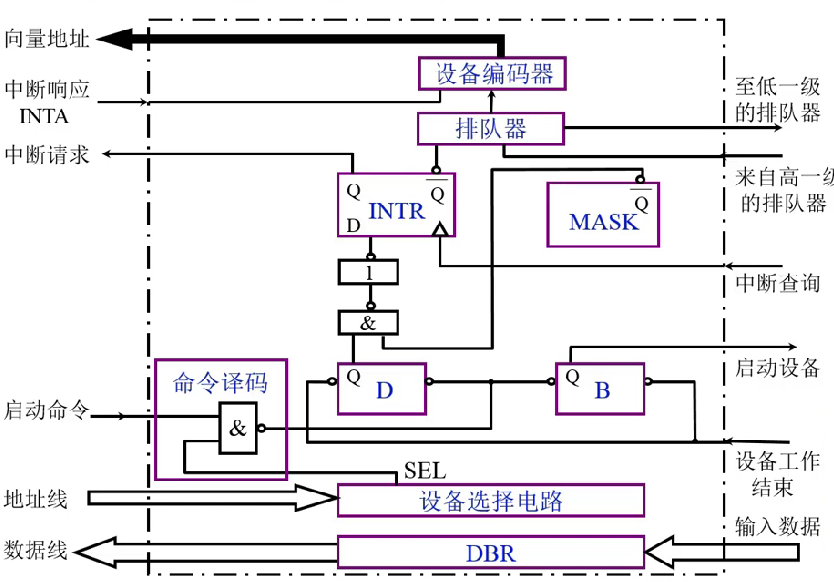 向量地址
设备编码器
中断响应
INTA
至低一级
的排队器
排队器
中断请求
来自高一级
的排队器
Q
Q
INTR
D
Q
MASK
1
中断查询
&
启动设备
命令译码
Q
D
Q
B
启动命令
&
设备工作
结束
SEL
地址线
设备选择电路
输入数据
数据线
DBR